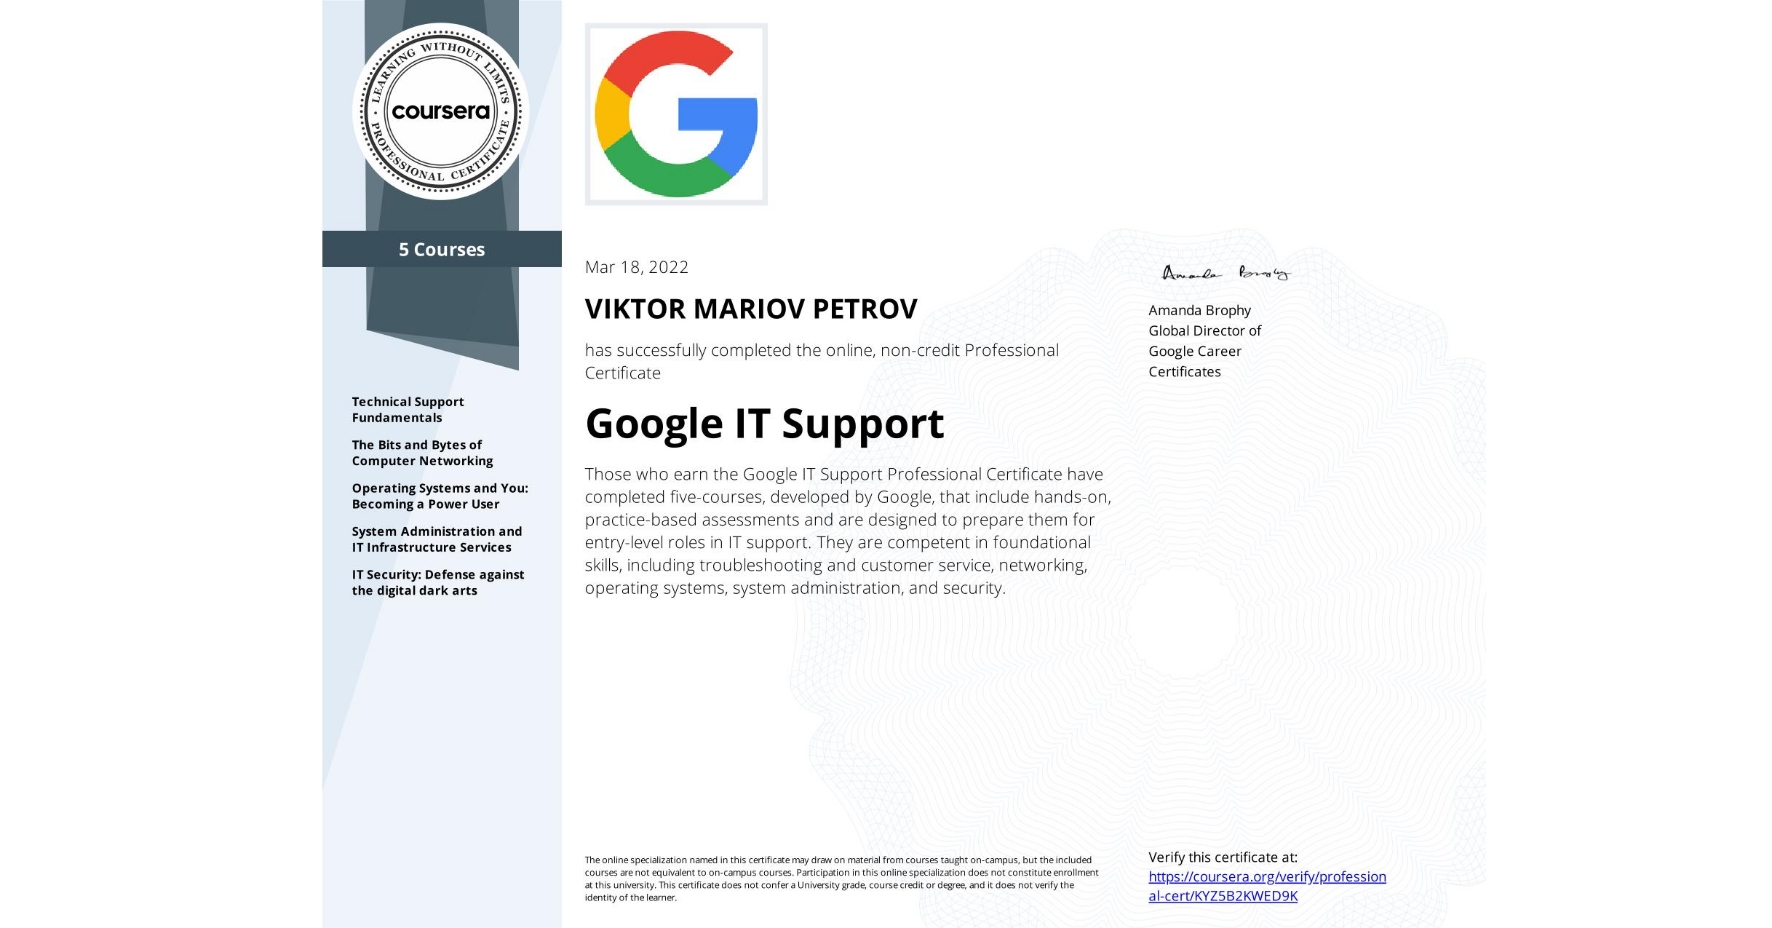 LEARNING WITHOUT LIMITS
coursera
PROFESSIONAL CERTIFICATE
5 Courses
Technical Support
Fundamentals
The Bits and Bytes of
Computer Networking
Operating Systems and You:
Becoming a Power User
System Administration and
IT Infrastructure Services
IT Security: Defense against
the digital dark arts
G
Mar 18, 2022
VIKTOR MARIOV PETROV
has successfully completed the online, non-credit Professional
Certificate
Google IT Support
Those who earn the Google IT Support Professional Certificate have
completed five-courses, developed by Google, that include hands-on,
practice-based assessments and are designed to prepare them for
entry-level roles in IT support. They are competent in foundational
skills, including troubleshooting and customer service, networking,
operating systems, system administration, and security.
Amanda Brophy
Amanda Brophy
Global Director of
Google Career
Certificates
The online specialization named in this certificate may draw on material from courses taught on-campus, but the included
courses are not equivalent to on-campus courses. Participation in this online specialization does not constitute enrollment
at this university. This certificate does not confer a University grade, course credit or degree, and it does not verify the
identity of the learner.
Verify this certificate at:
https://coursera.org/verify/profession
al-cert/KYZ5B2KWED9K